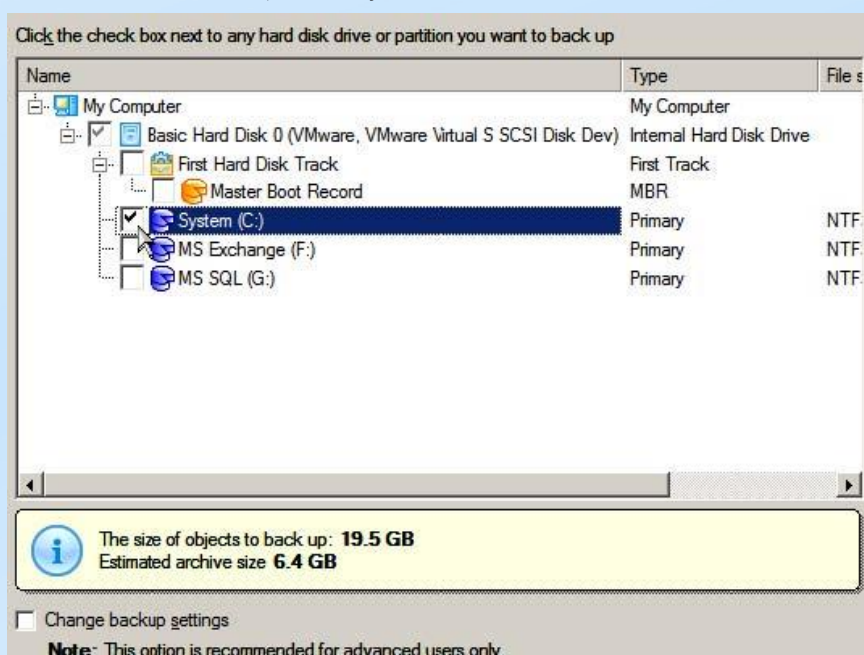 Click the check box next to any hard disk drive or partition you want to back up
Name Type File s
My Computer My Computer
Basic Hard Disk 0 (VMware, VMware Virtual S SCSI Disk Dev) Internal Hard Disk Drive
First Hard Disk Track First Track
Master Boot Record MBR
System (C:) Primary NTF
MS Exchange (F:) Primary NTF
MS SQL (G:) Primary NTF
The size of objects to back up: 19.5 GB
Estimated archive size 6.4 GB
Change backup settings
Note: This option is recommended for advanced users only